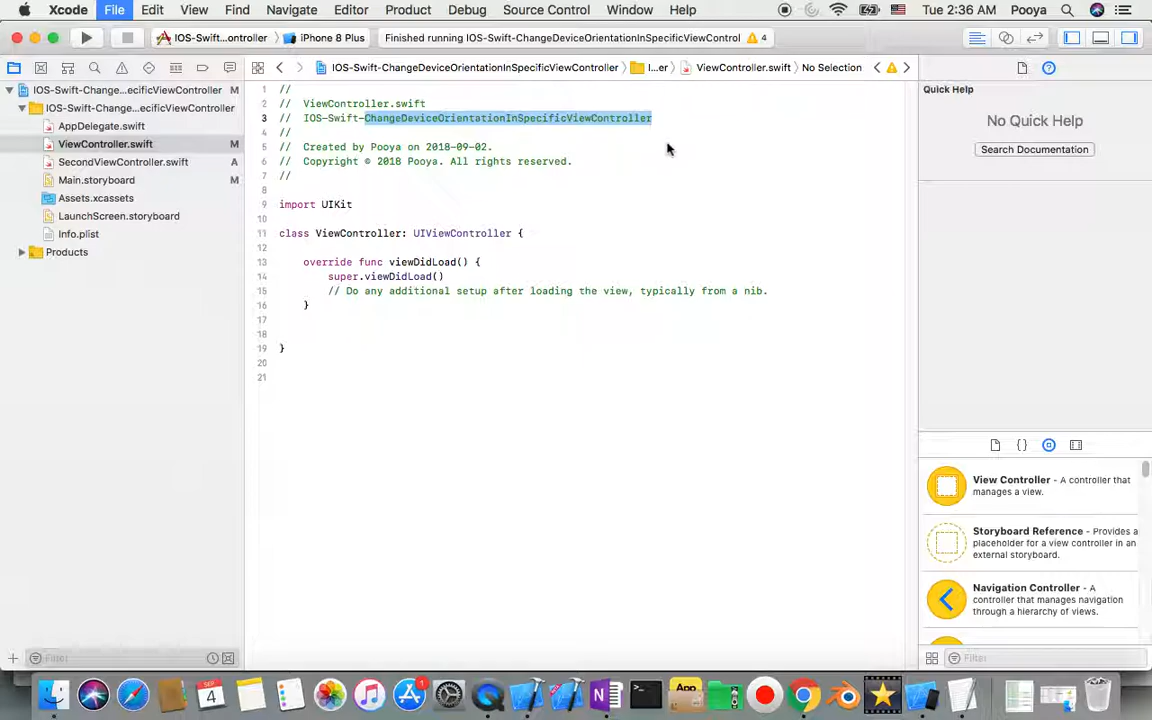 Xcode File Edit View Find Navigate Editor Product Debug Source Control Window Help Tue 2:36 AM Pooya
IOS-Swift...ontroller iPhone 8 Plus Finished running IOS-Swift-ChangeDeviceOrientationInSpecificViewControl 4
IOS-Swift-ChangeDeviceOrientationInSpecificViewController I...er ViewController.swift No Selection
IOS-Swift-Change...ecificViewController M
IOS-Swift-Change...ecificViewController
AppDelegate.swift
ViewController.swift M
SecondViewController.swift A
Main.storyboard M
Assets.xcassets
LaunchScreen.storyboard
Info.plist
Products
Filter
1 //
2 // ViewController.swift
3 // IOS-Swift-ChangeDeviceOrientationInSpecificViewController
4 //
5 // Created by Pooya on 2018-09-02.
6 // Copyright © 2018 Pooya. All rights reserved.
7 //
8
9 import UIKit
10
11 class ViewController: UIViewController {
12
13 override func viewDidLoad() {
14 super.viewDidLoad()
15 // Do any additional setup after loading the view, typically from a nib.
16 }
17
18
19 }
20
21
Quick Help
No Quick Help
Search Documentation
{}
View Controller - A controller that
manages a view.
Storyboard Reference - Provides a
placeholder for a view controller in an
external storyboard.
Navigation Controller - A
controller that manages navigation
through a hierarchy of views.
Filter
SEP
4
1
App